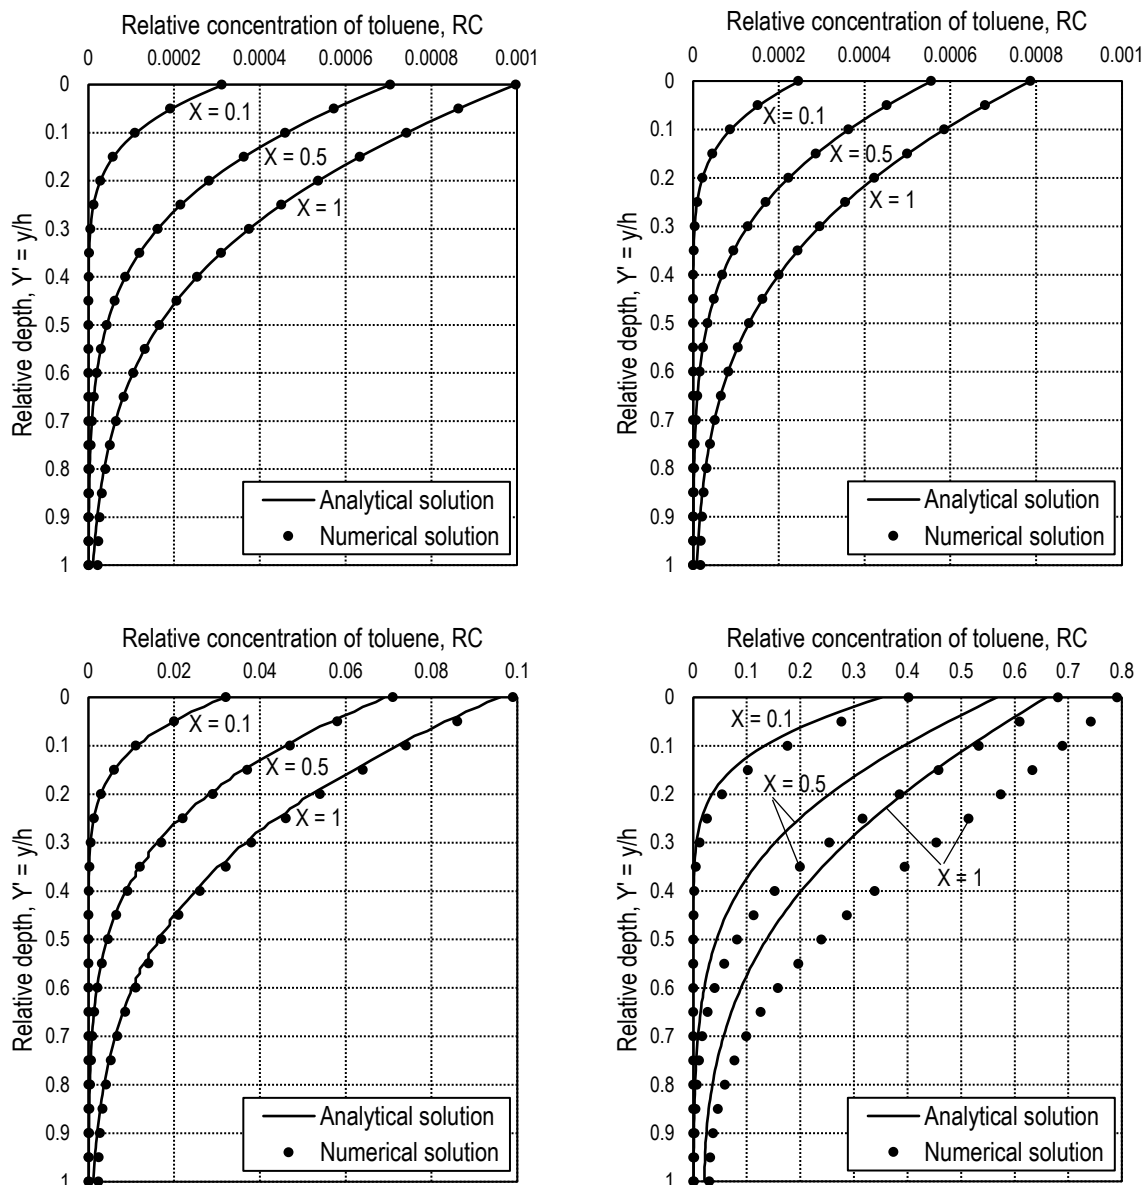 Relative concentration of toluene, RC
0 0.0002 0.0004 0.0006 0.0008 0.001
Relative depth, Y' = y/h
0
0.1
0.2
0.3
0.4
0.5
0.6
0.7
0.8
0.9
1
X = 0.1
X = 0.5
X = 1
Analytical solution
Numerical solution
Relative concentration of toluene, RC
0 0.0002 0.0004 0.0006 0.0008 0.001
Relative depth, Y' = y/h
0
0.1
0.2
0.3
0.4
0.5
0.6
0.7
0.8
0.9
1
X = 0.1
X = 0.5
X = 1
Analytical solution
Numerical solution
Relative concentration of toluene, RC
0 0.02 0.04 0.06 0.08 0.1
Relative depth, Y' = y/h
0
0.1
0.2
0.3
0.4
0.5
0.6
0.7
0.8
0.9
1
X = 0.1
X = 0.5
X = 1
Analytical solution
Numerical solution
Relative concentration of toluene, RC
0 0.1 0.2 0.3 0.4 0.5 0.6 0.7 0.8
Relative depth, Y' = y/h
0
0.1
0.2
0.3
0.4
0.5
0.6
0.7
0.8
0.9
1
X = 0.1
X = 0.5
X = 1
Analytical solution
Numerical solution